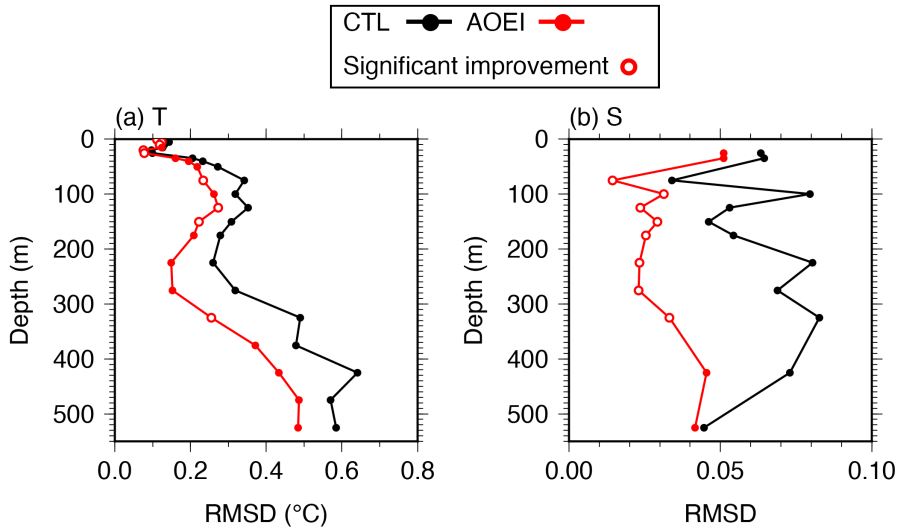 CTL AOEI
Significant improvement
(a) T
(b) S
0
100
200
300
400
500
Depth (m)
0.0 0.2 0.4 0.6 0.8
RMSD (°C)
0
100
200
300
400
500
Depth (m)
0.00 0.05 0.10
RMSD